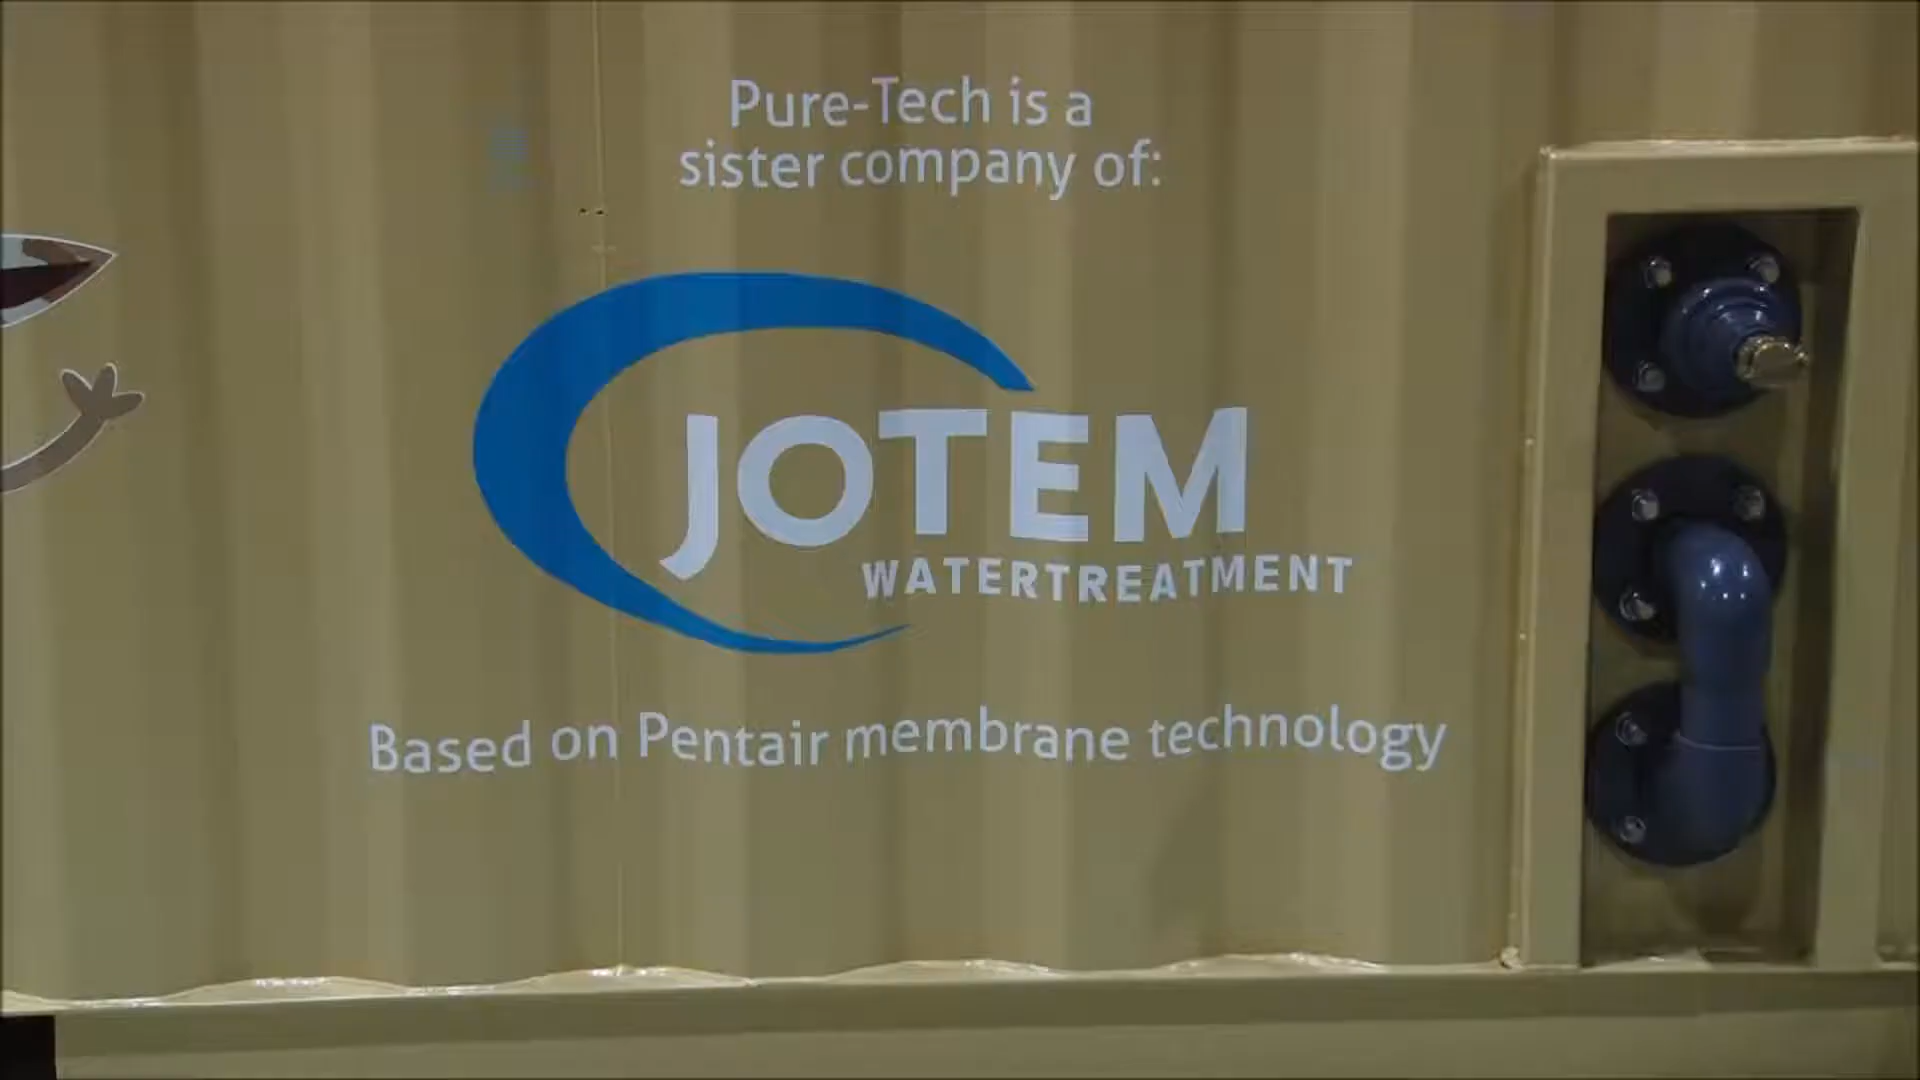 Pure-Tech is a
sister company of:
JOTEM
WATERTREATMENT
Based on Pentair membrane technology